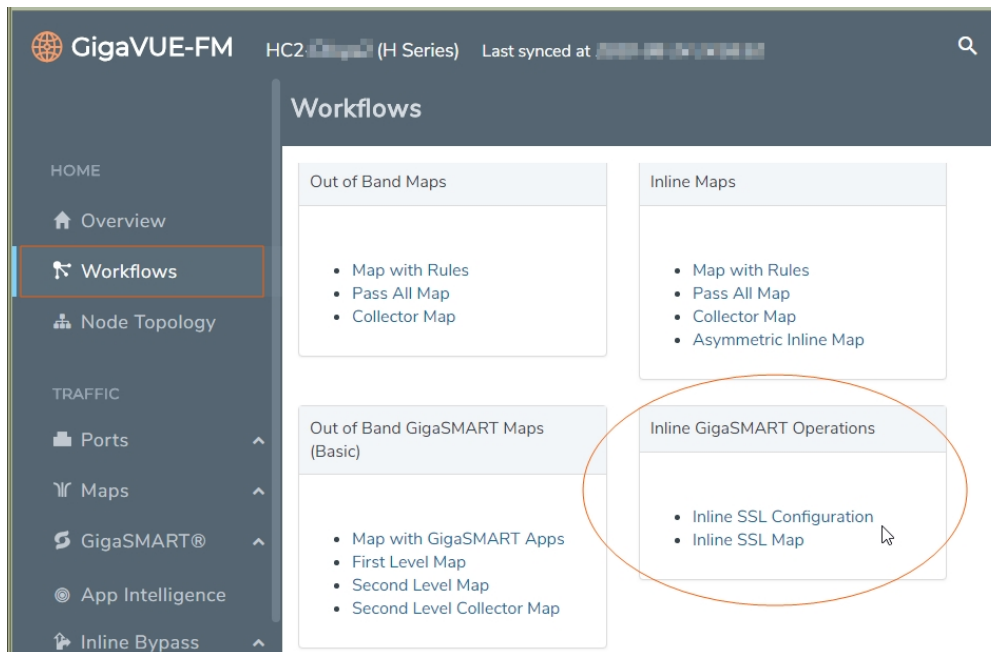 GigaVUE-FM
HC2 (H Series) Last synced at
Workflows
HOME
Overview
Workflows
Node Topology
TRAFFIC
Ports
Maps
GigaSMART®
App Intelligence
Inline Bypass
Out of Band Maps
• Map with Rules
• Pass All Map
• Collector Map
Inline Maps
• Map with Rules
• Pass All Map
• Collector Map
• Asymmetric Inline Map
Out of Band GigaSMART Maps
(Basic)
• Map with GigaSMART Apps
• First Level Map
• Second Level Map
• Second Level Collector Map
Inline GigaSMART Operations
• Inline SSL Configuration
• Inline SSL Map